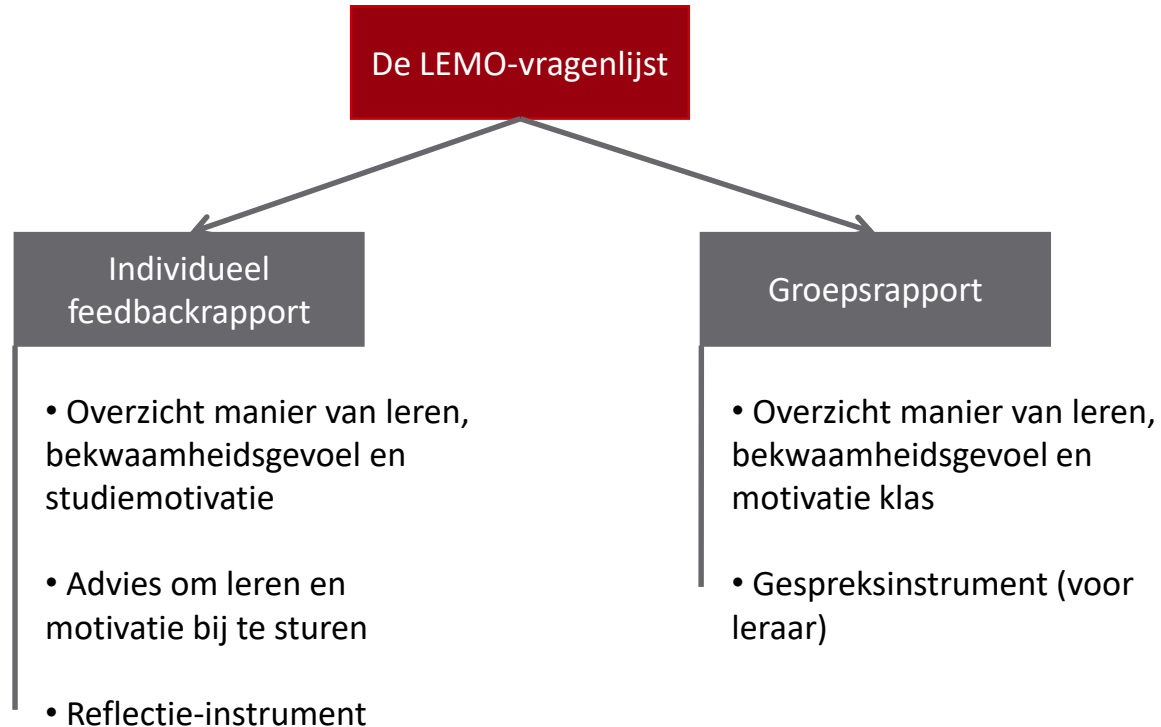 De LEMO-vragenlijst
Individueel
feedbackrapport
• Overzicht manier van leren,
bekwaamheidsgevoel en
studiemotivatie
• Advies om leren en
motivatie bij te sturen
• Reflectie-instrument
Groepsrapport
• Overzicht manier van leren,
bekwaamheidsgevoel en
motivatie klas
• Gespreksinstrument (voor
leraar)